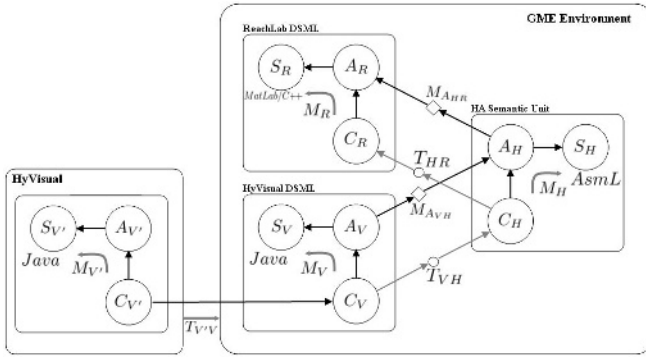 GME Environment
ReachLab DSML
S_R
A_R
MatLab/C++
M_R
C_R
M_{A_{HR}}
HA Semantic Unit
A_H
S_H
M_H
AsmL
C_H
T_{HR}
HyVisual
S_{V'}
A_{V'}
Java
M_{V'}
C_{V'}
T_{V'V}
HyVisual DSML
S_V
A_V
Java
M_V
C_V
M_{A_{VH}}
T_{VH}